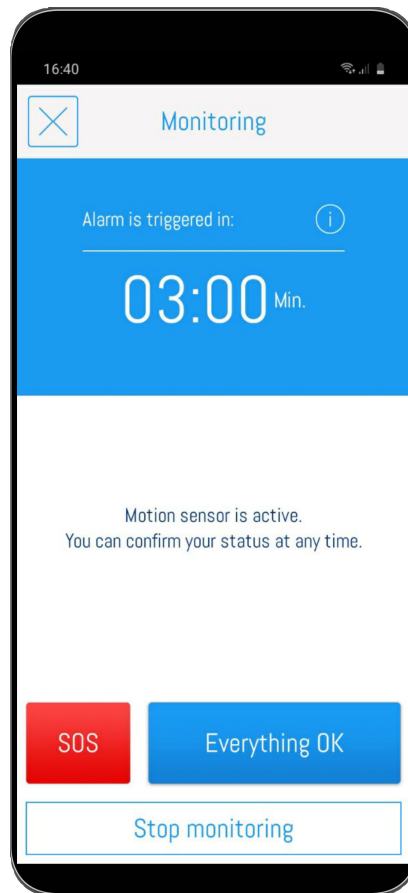 16:40
Monitoring
Alarm is triggered in:
i
03:00 Min.
Motion sensor is active.
You can confirm your status at any time.
SOS
Everything OK
Stop monitoring